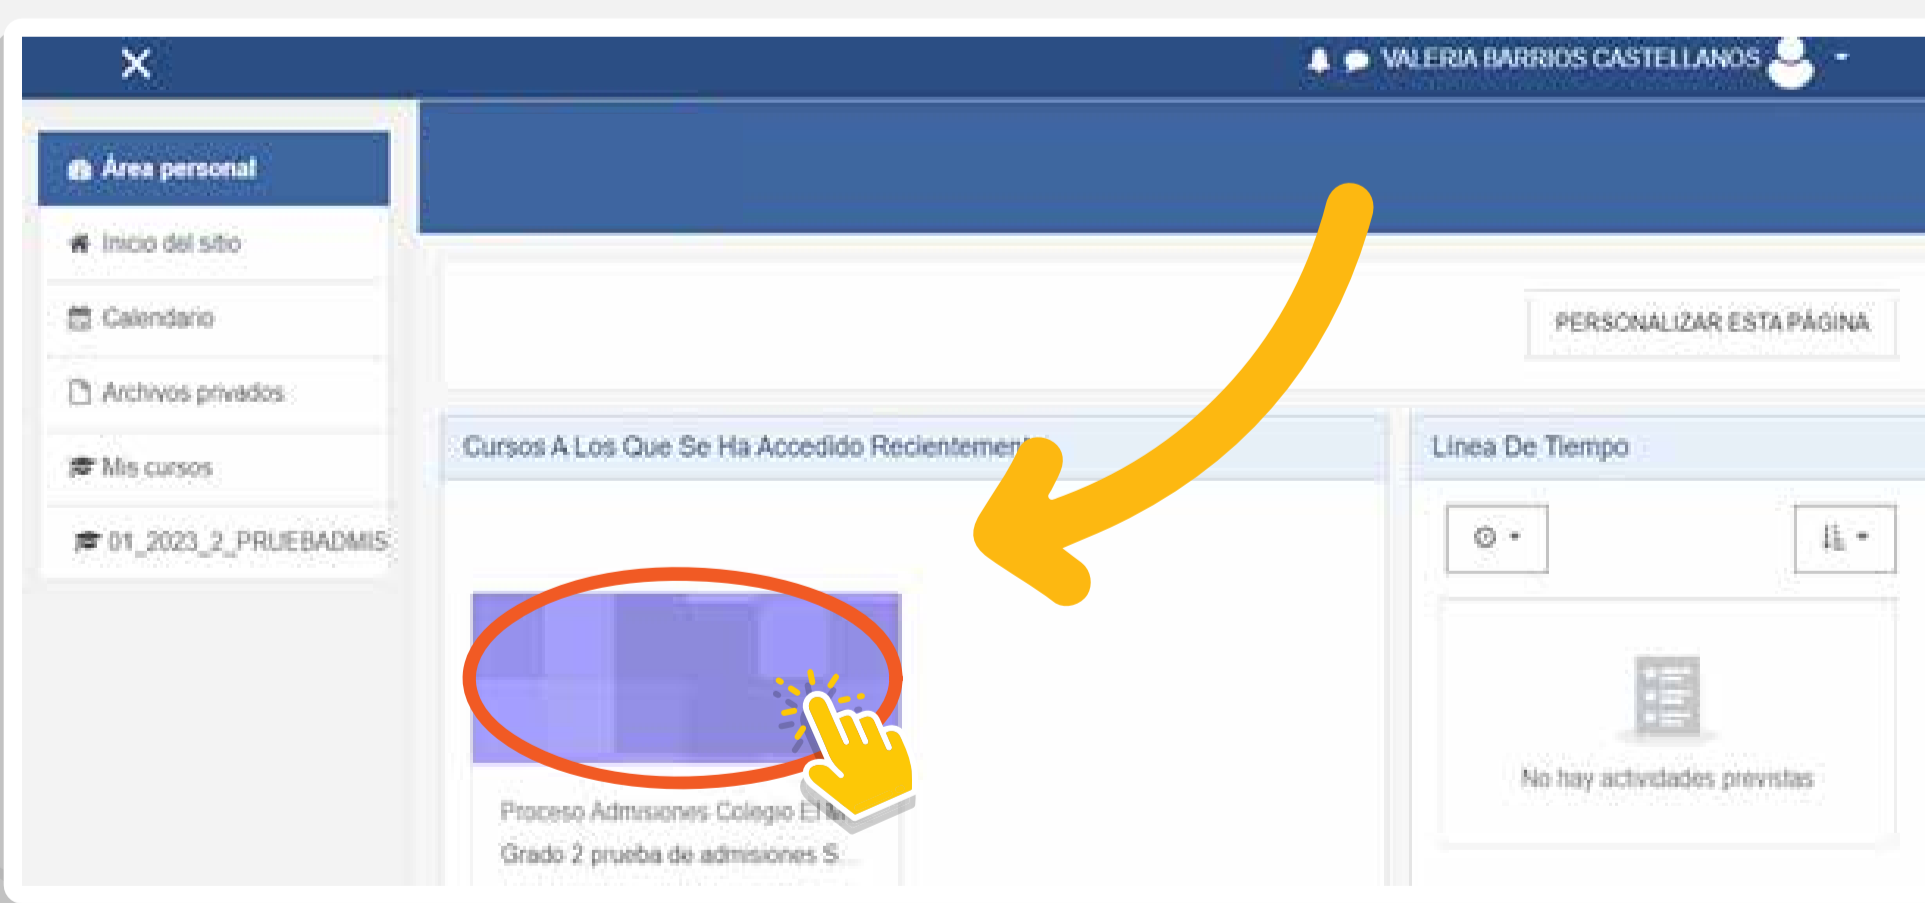 VALERIA BARRIOS CASTELLANOS
Área personal
Inicio del sitio
Calendario
Archivos privados
Mis cursos
01_2023_2_PRUEBADMIS
PERSONALIZAR ESTA PÁGINA
Cursos A Los Que Se Ha Accedido Recientement
Línea De Tiempo
No hay actividades previstas
Proceso Admisiones Colegio El M
Grado 2 prueba de admisiones S...